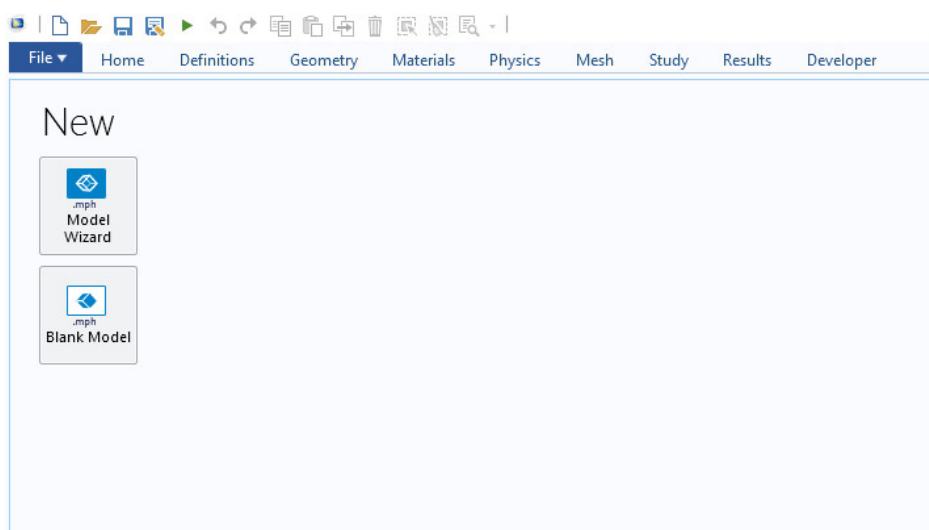 File Home Definitions Geometry Materials Physics Mesh Study Results Developer
New
.mph
Model
Wizard
.mph
Blank Model